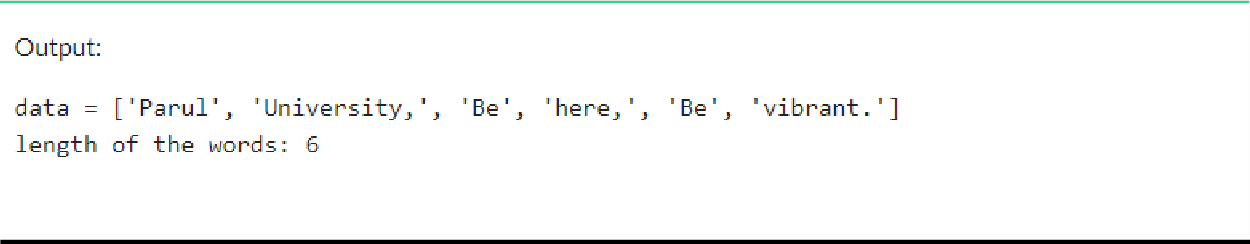 Output:
data = ['Parul', 'University,', 'Be', 'here,', 'Be', 'vibrant.']
length of the words: 6